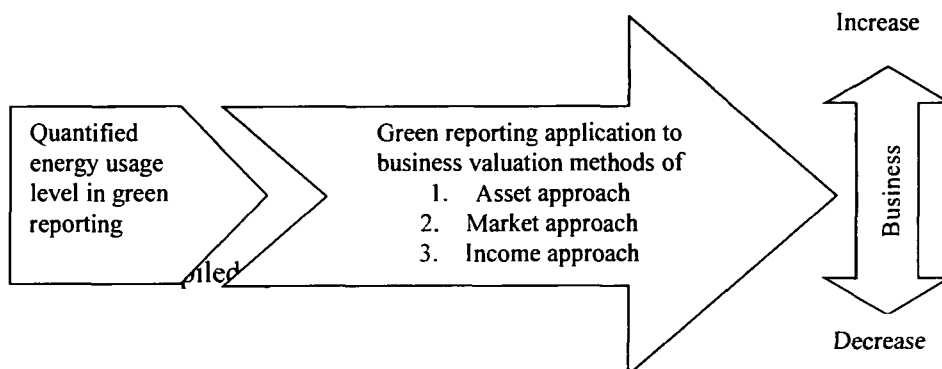 Quantified
energy usage
level in green
reporting
piled
Green reporting application to
business valuation methods of
1. Asset approach
2. Market approach
3. Income approach
Increase
Business
Decrease